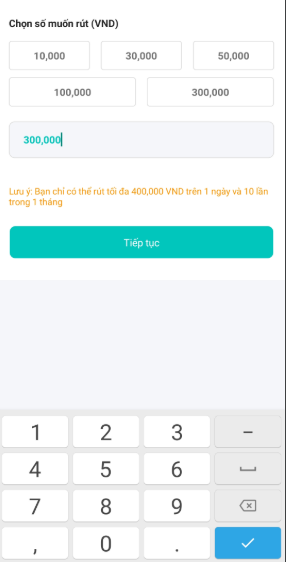 Chọn số muốn rút (VND)
10,000 30,000 50,000
100,000 300,000
300,000
Lưu ý: Bạn chỉ có thể rút tối đa 400,000 VND trên 1 ngày và 10 lần
trong 1 tháng
Tiếp tục
1 2 3 –
4 5 6
7 8 9
, 0 .